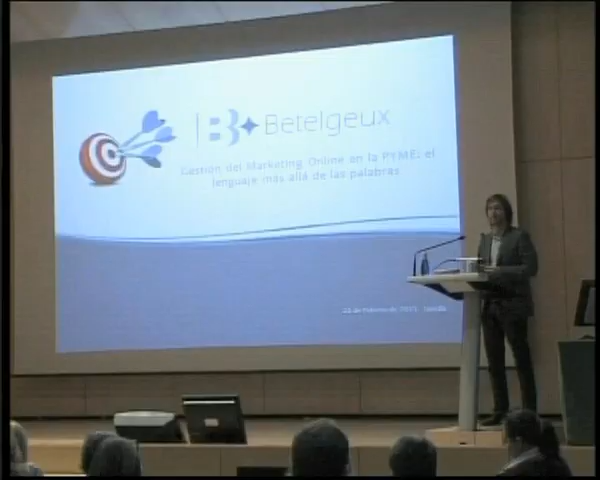 B Betelgeux
Gestión del Marketing Online en la PYME: el
lenguaje más allá de las palabras